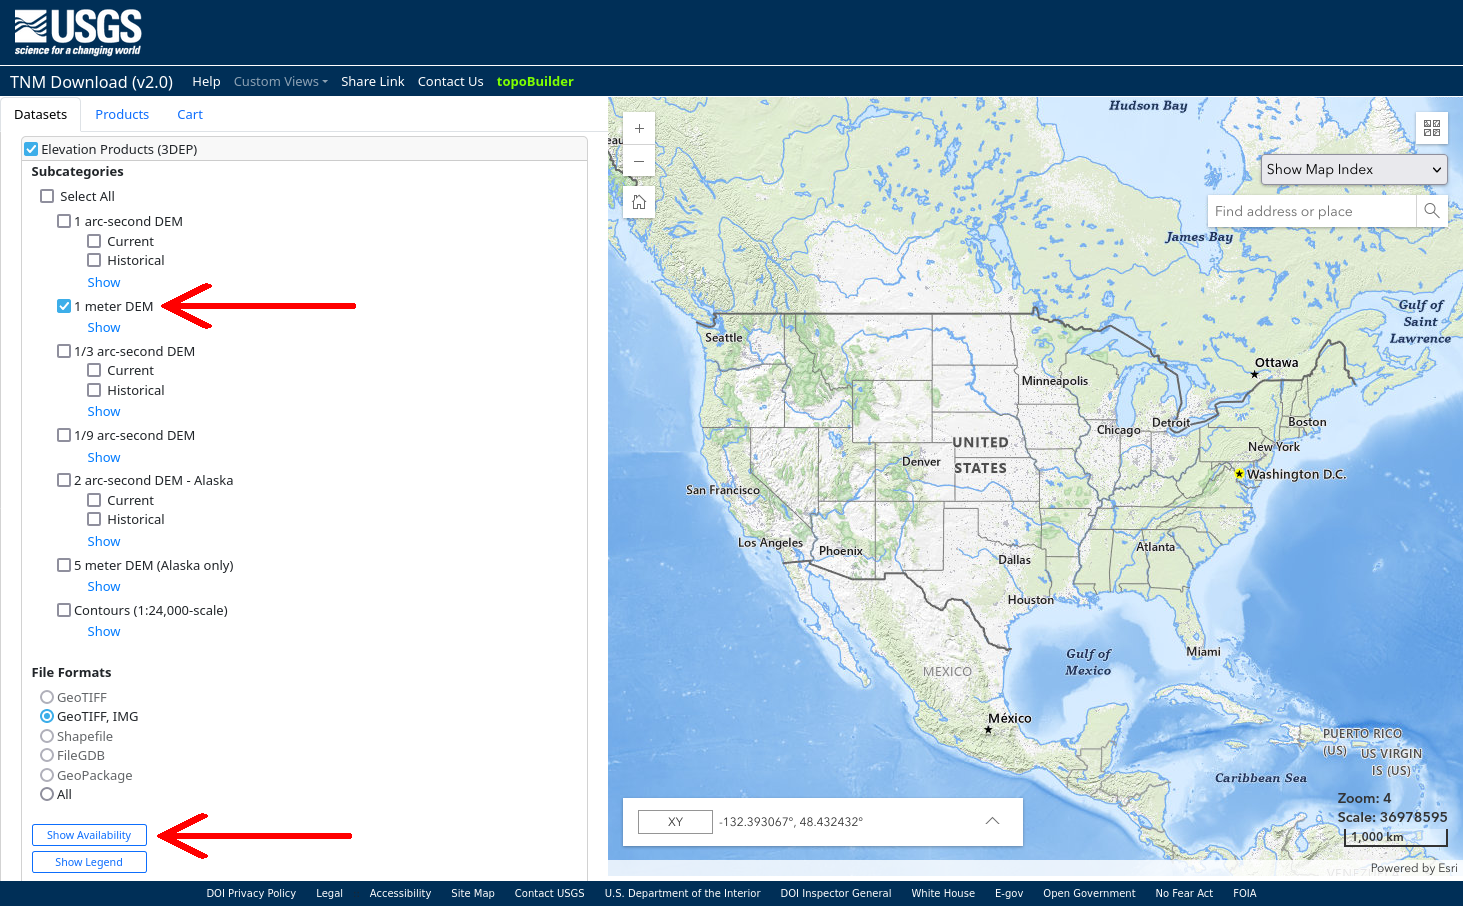 USGS
science for a changing world
TNM Download (v2.0) Help Custom Views Share Link Contact Us topoBuilder
Datasets Products Cart
Elevation Products (3DEP)
Subcategories
Select All
1 arc-second DEM
Current
Historical
Show
1 meter DEM
Show
1/3 arc-second DEM
Current
Historical
Show
1/9 arc-second DEM
Show
2 arc-second DEM - Alaska
Current
Historical
Show
5 meter DEM (Alaska only)
Show
Contours (1:24,000-scale)
Show
File Formats
GeoTIFF
GeoTIFF, IMG
Shapefile
FileGDB
GeoPackage
All
Show Availability
Show Legend
+
−
Hudson Bay
Show Map Index
Find address or place
James Bay
Gulf of
Saint
Lawrence
Seattle
Ottawa
Minneapolis
Chicago
Detroit
Boston
New York
UNITED
STATES
Denver
Washington D.C.
San Francisco
Los Angeles
Phoenix
Dallas
Atlanta
Houston
Miami
Gulf of
Mexico
MEXICO
México
PUERTO RICO
(US)
US VIRGIN
IS (US)
Caribbean Sea
Zoom: 4
Scale: 36978595
1,000 km
XY -132.393067°, 48.432432°
Powered by Esri
DOI Privacy Policy Legal Accessibility Site Map Contact USGS U.S. Department of the Interior DOI Inspector General White House E-gov Open Government No Fear Act FOIA